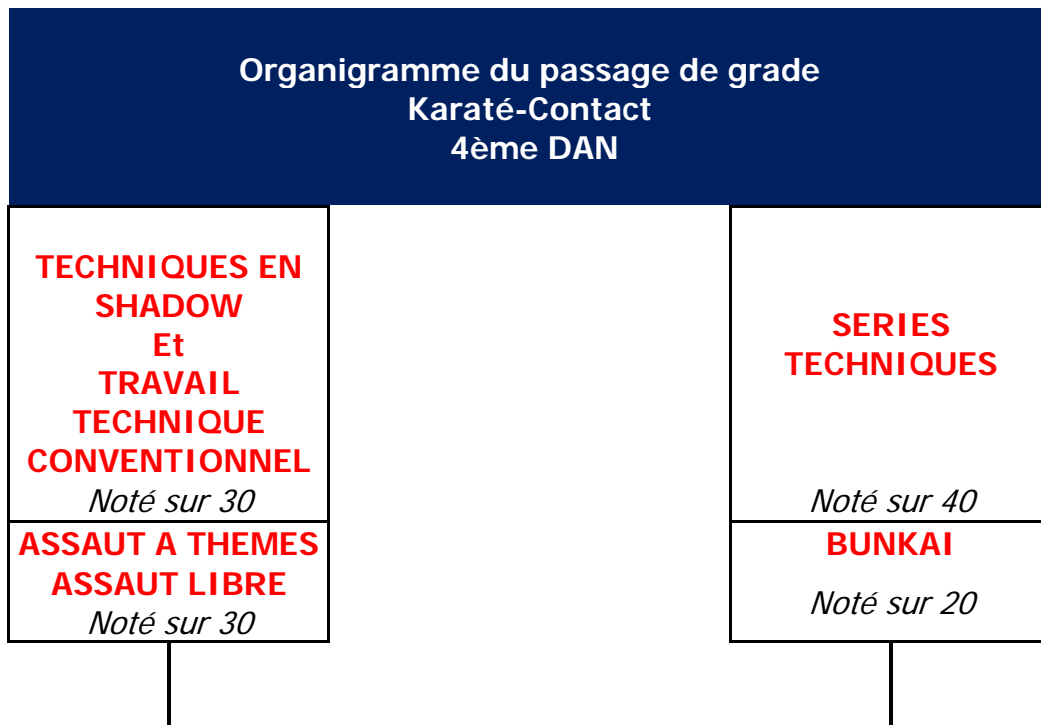 Organigramme du passage de grade
Karaté-Contact
4ème DAN
TECHNIQUES EN
SHADOW
Et
TRAVAIL
TECHNIQUE
CONVENTIONNEL
Noté sur 30
ASSAUT A THEMES
ASSAUT LIBRE
Noté sur 30
SERIES
TECHNIQUES
Noté sur 40
BUNKAI
Noté sur 20